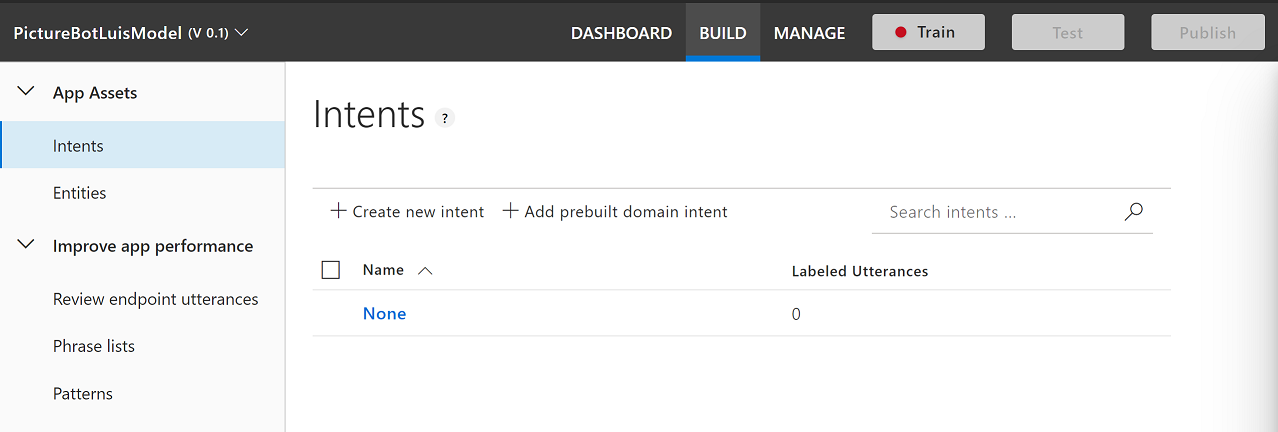 PictureBotLuisModel (V 0.1) DASHBOARD BUILD MANAGE Train Test Publish
App Assets
Intents
Entities
Improve app performance
Review endpoint utterances
Phrase lists
Patterns
Intents ?
+ Create new intent + Add prebuilt domain intent Search intents ...
Name Labeled Utterances
None 0